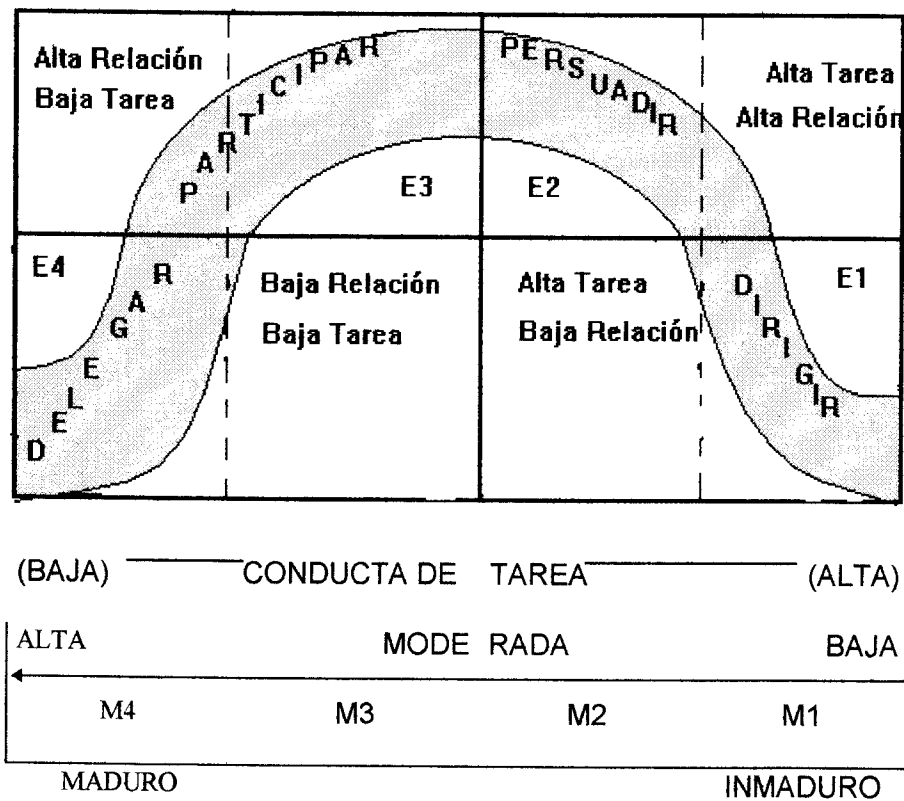 Alta Relación
Baja Tarea
PARTICIPAR
PERSUADIR
Alta Tarea
Alta Relación
E3
E2
E4
DELEGAR
Baja Relación
Baja Tarea
Alta Tarea
Baja Relación
DIRIGIR
E1
(BAJA) CONDUCTA DE TAREA (ALTA)
ALTA MODE RADA BAJA
M4 M3 M2 M1
MADURO INMADURO